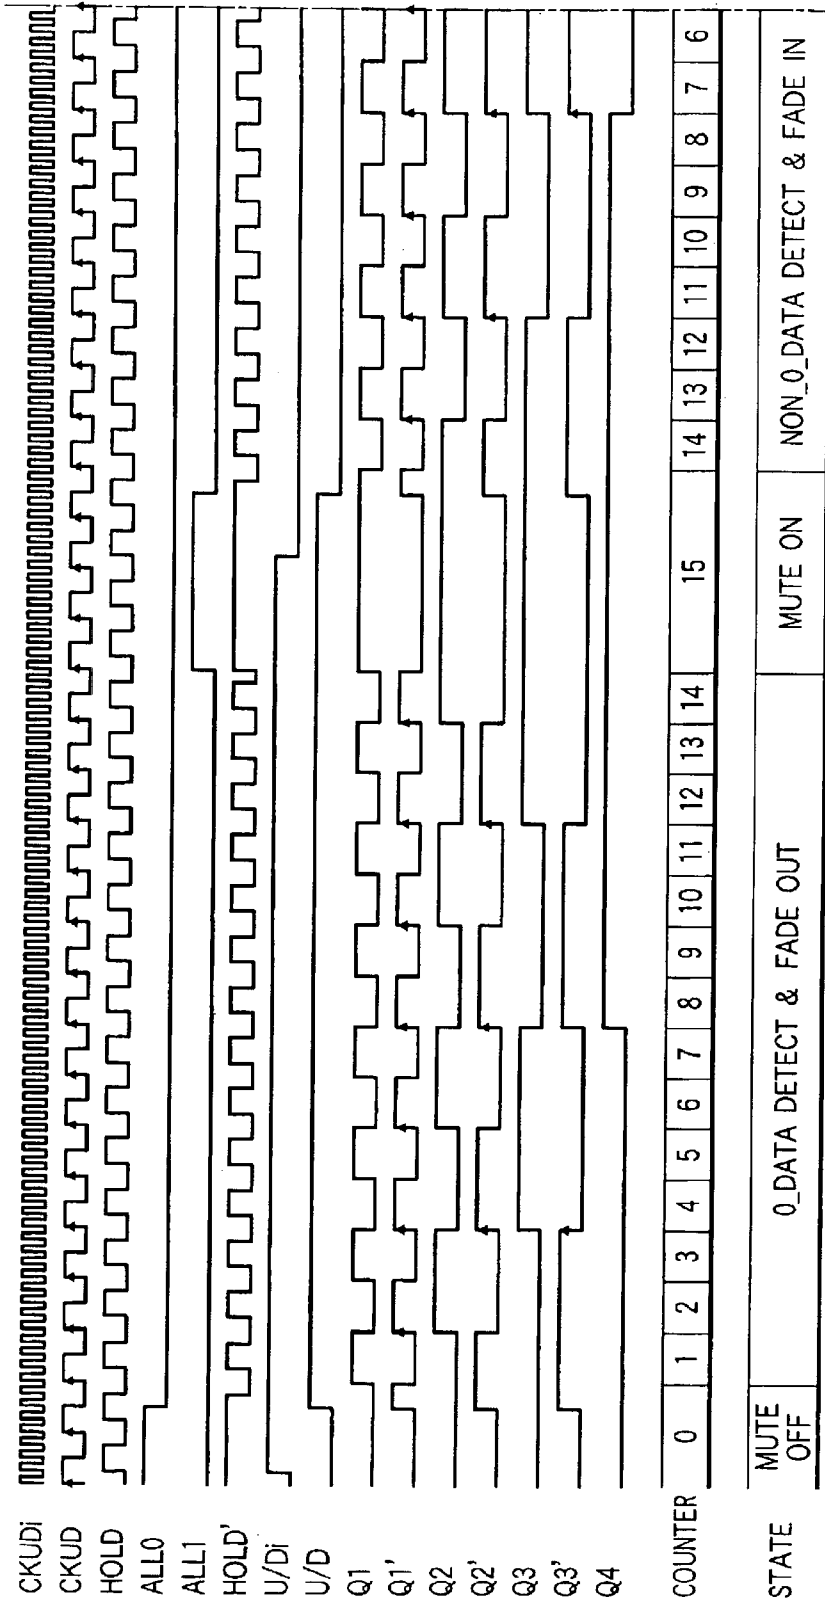 CKUDi
CKUD
HOLD
ALL0
ALL1
HOLD'
U/Di
U/D
Q1
Q1'
Q2
Q2'
Q3
Q3'
Q4
COUNTER 0 1 2 3 4 5 6 7 8 9 10 11 12 13 14 15 14 13 12 11 10 9 8 7 6
STATE MUTE OFF 0_DATA DETECT & FADE OUT MUTE ON NON_0_DATA DETECT & FADE IN